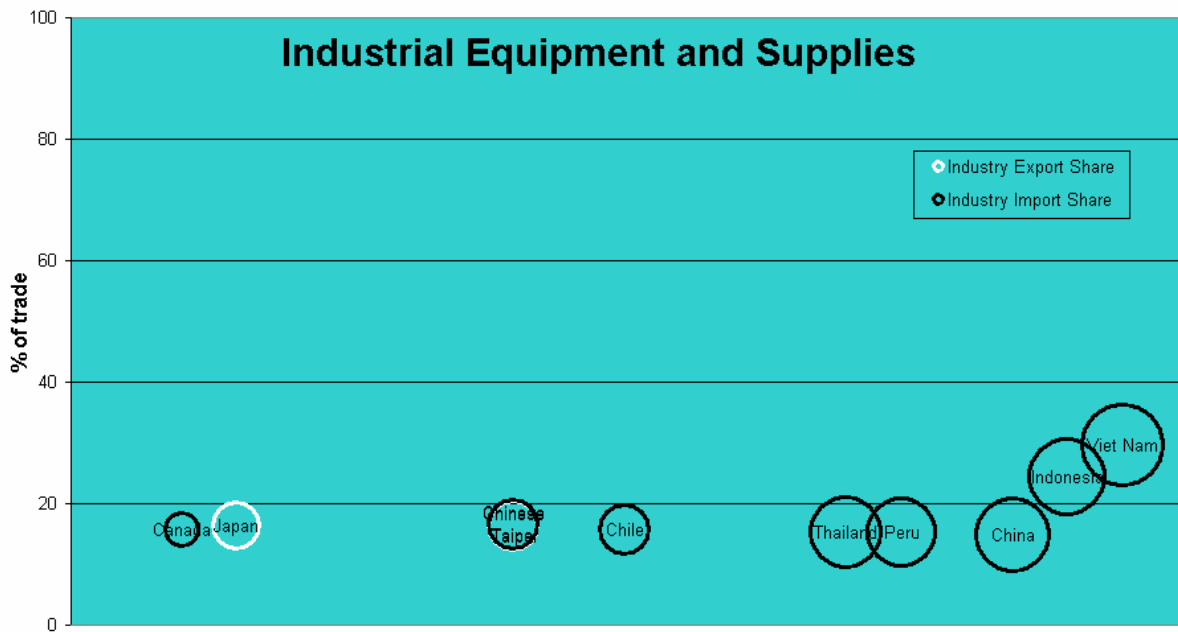 Industrial Equipment and Supplies
100
80
60
40
20
0
% of trade
Industry Export Share
Industry Import Share
Canada
Japan
Chinese
Taipei
Chile
Thailand
Peru
China
Indonesia
Viet Nam